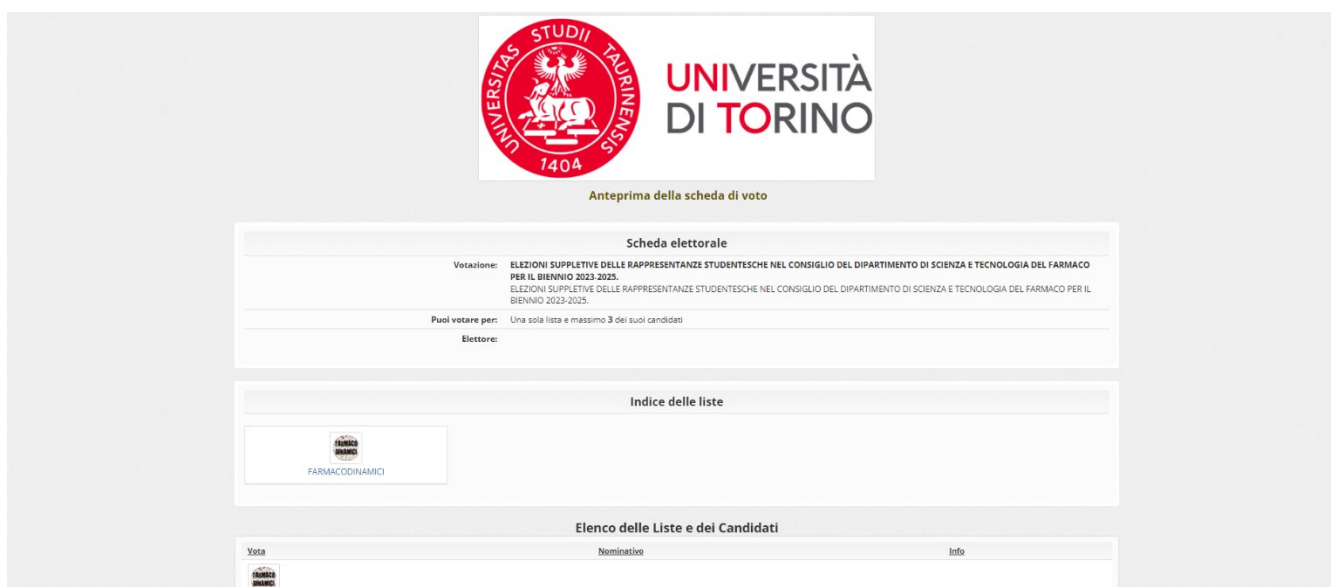 UNIVERSITAS STUDII TAURINENSIS
1404
UNIVERSITÀ
DI TORINO
Anteprima della scheda di voto
Scheda elettorale
Votazione: ELEZIONI SUPPLETIVE DELLE RAPPRESENTANZE STUDENTESCHE NEL CONSIGLIO DEL DIPARTIMENTO DI SCIENZA E TECNOLOGIA DEL FARMACO
PER IL BIENNIO 2023-2025.
ELEZIONI SUPPLETIVE DELLE RAPPRESENTANZE STUDENTESCHE NEL CONSIGLIO DEL DIPARTIMENTO DI SCIENZA E TECNOLOGIA DEL FARMACO PER IL
BIENNIO 2023-2025.
Puoi votare per: Una sola lista e massimo 3 dei suoi candidati
Elettore:
Indice delle liste
FARMACO
DINAMICI
FARMACODINAMICI
Elenco delle Liste e dei Candidati
Vota Nominativo Info
FARMACO
DINAMICI